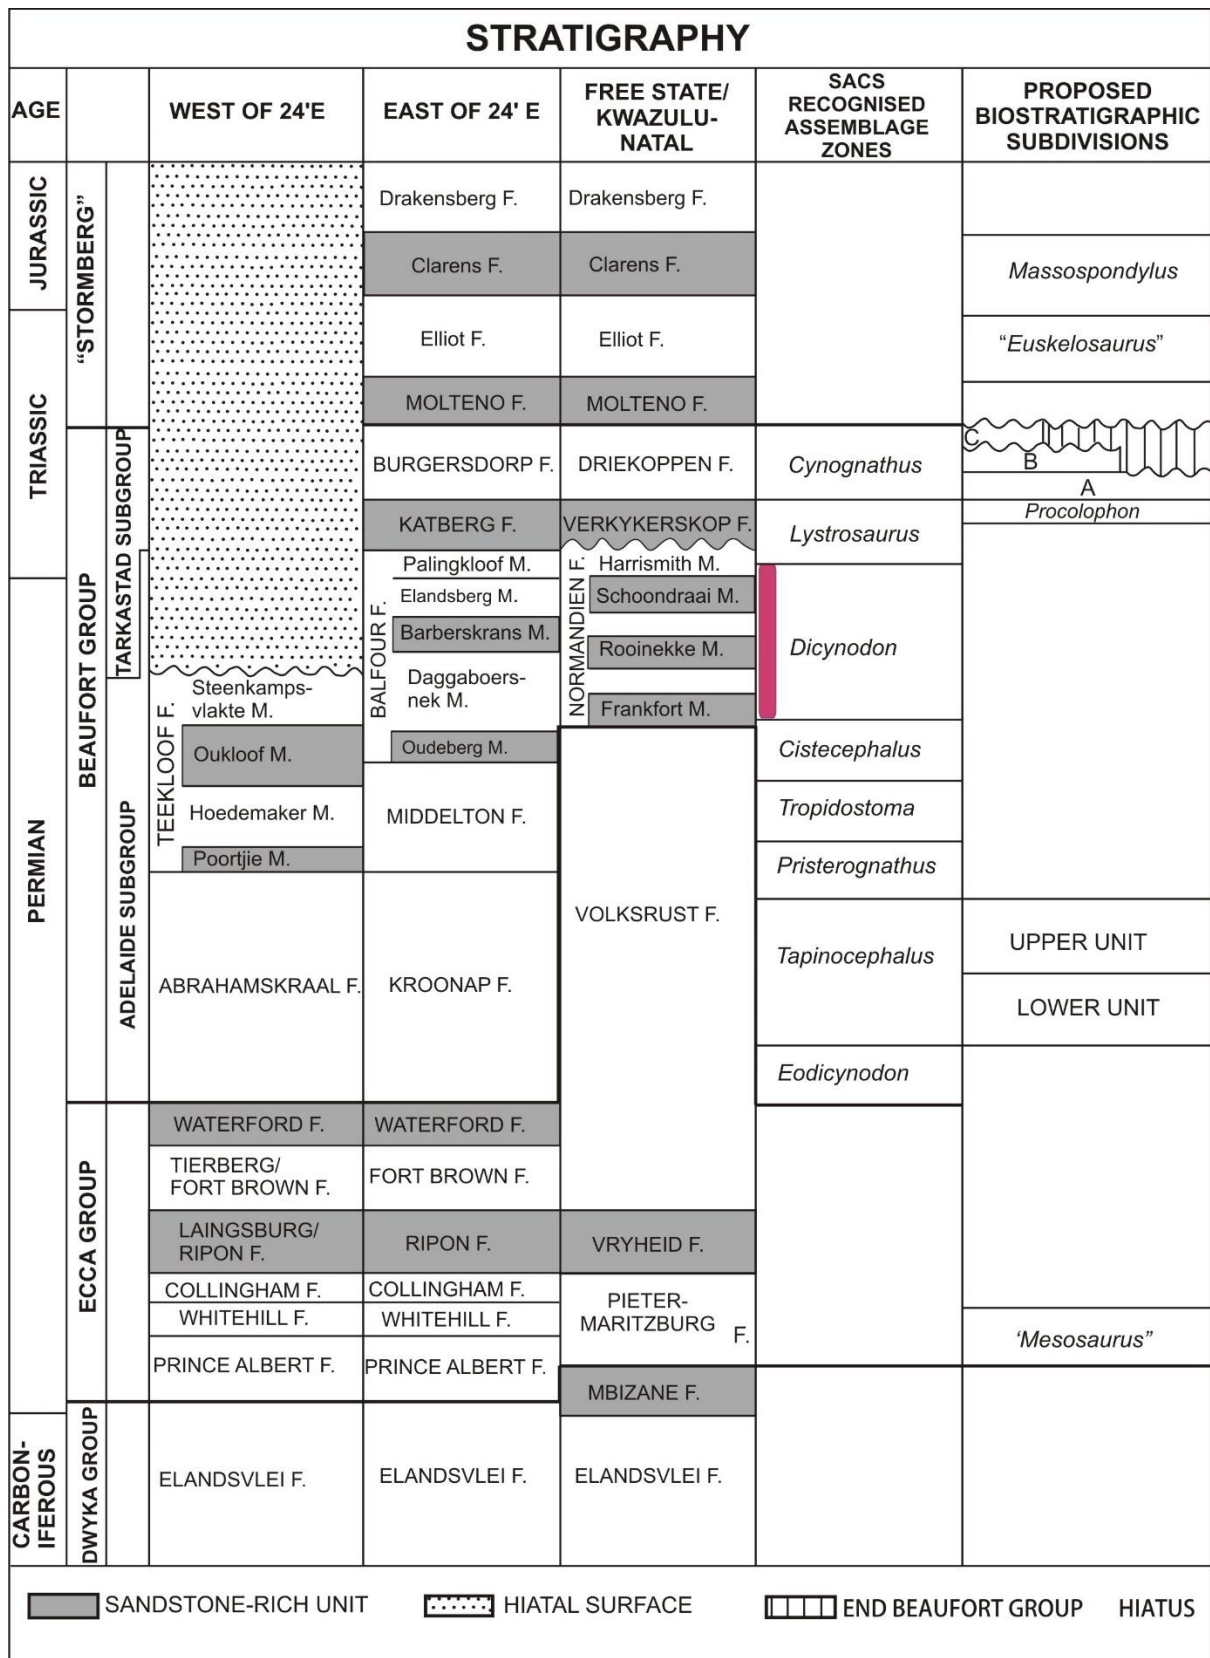 STRATIGRAPHY
AGE
WEST OF 24'E
EAST OF 24' E
FREE STATE/
KWAZULU-
NATAL
SACS
RECOGNISED
ASSEMBLAGE
ZONES
PROPOSED
BIOSTRATIGRAPHIC
SUBDIVISIONS
JURASSIC
TRIASSIC
PERMIAN
CARBON-
IFEROUS
"STORMBERG"
BEAUFORT GROUP
ECCA GROUP
DWYKA GROUP
TARKASTAD SUBGROUP
ADELAIDE SUBGROUP
TEEKLOOF F.
Steenkamps-
vlakte M.
Oukloof M.
Hoedemaker M.
Poortjie M.
ABRAHAMSKRAAL F.
WATERFORD F.
TIERBERG/
FORT BROWN F.
LAINGSBURG/
RIPON F.
COLLINGHAM F.
WHITEHILL F.
PRINCE ALBERT F.
ELANDSVLEI F.
Drakensberg F.
Clarens F.
Elliot F.
MOLTENO F.
BURGERSDORP F.
KATBERG F.
BALFOUR F.
Palingkloof M.
Elandsberg M.
Barberskrans M.
Daggaboers-
nek M.
Oudeberg M.
MIDDELTON F.
KROONAP F.
WATERFORD F.
FORT BROWN F.
RIPON F.
COLLINGHAM F.
WHITEHILL F.
PRINCE ALBERT F.
ELANDSVLEI F.
Drakensberg F.
Clarens F.
Elliot F.
MOLTENO F.
DRIEKOPPEN F.
VERKYKERSKOP F.
NORMANDIEN F.
Harrismith M.
Schoondraai M.
Rooinekke M.
Frankfort M.
VOLKSRUST F.
VRYHEID F.
PIETER-
MARITZBURG
F.
MBIZANE F.
ELANDSVLEI F.
Cynognathus
Lystrosaurus
Dicynodon
Cistecephalus
Tropidostoma
Pristerognathus
Tapinocephalus
Eodicynodon
Massospondylus
"Euskelosaurus"
C
B
A
Procolophon
UPPER UNIT
LOWER UNIT
'Mesosaurus"
SANDSTONE-RICH UNIT
HIATAL SURFACE
END BEAUFORT GROUP HIATUS